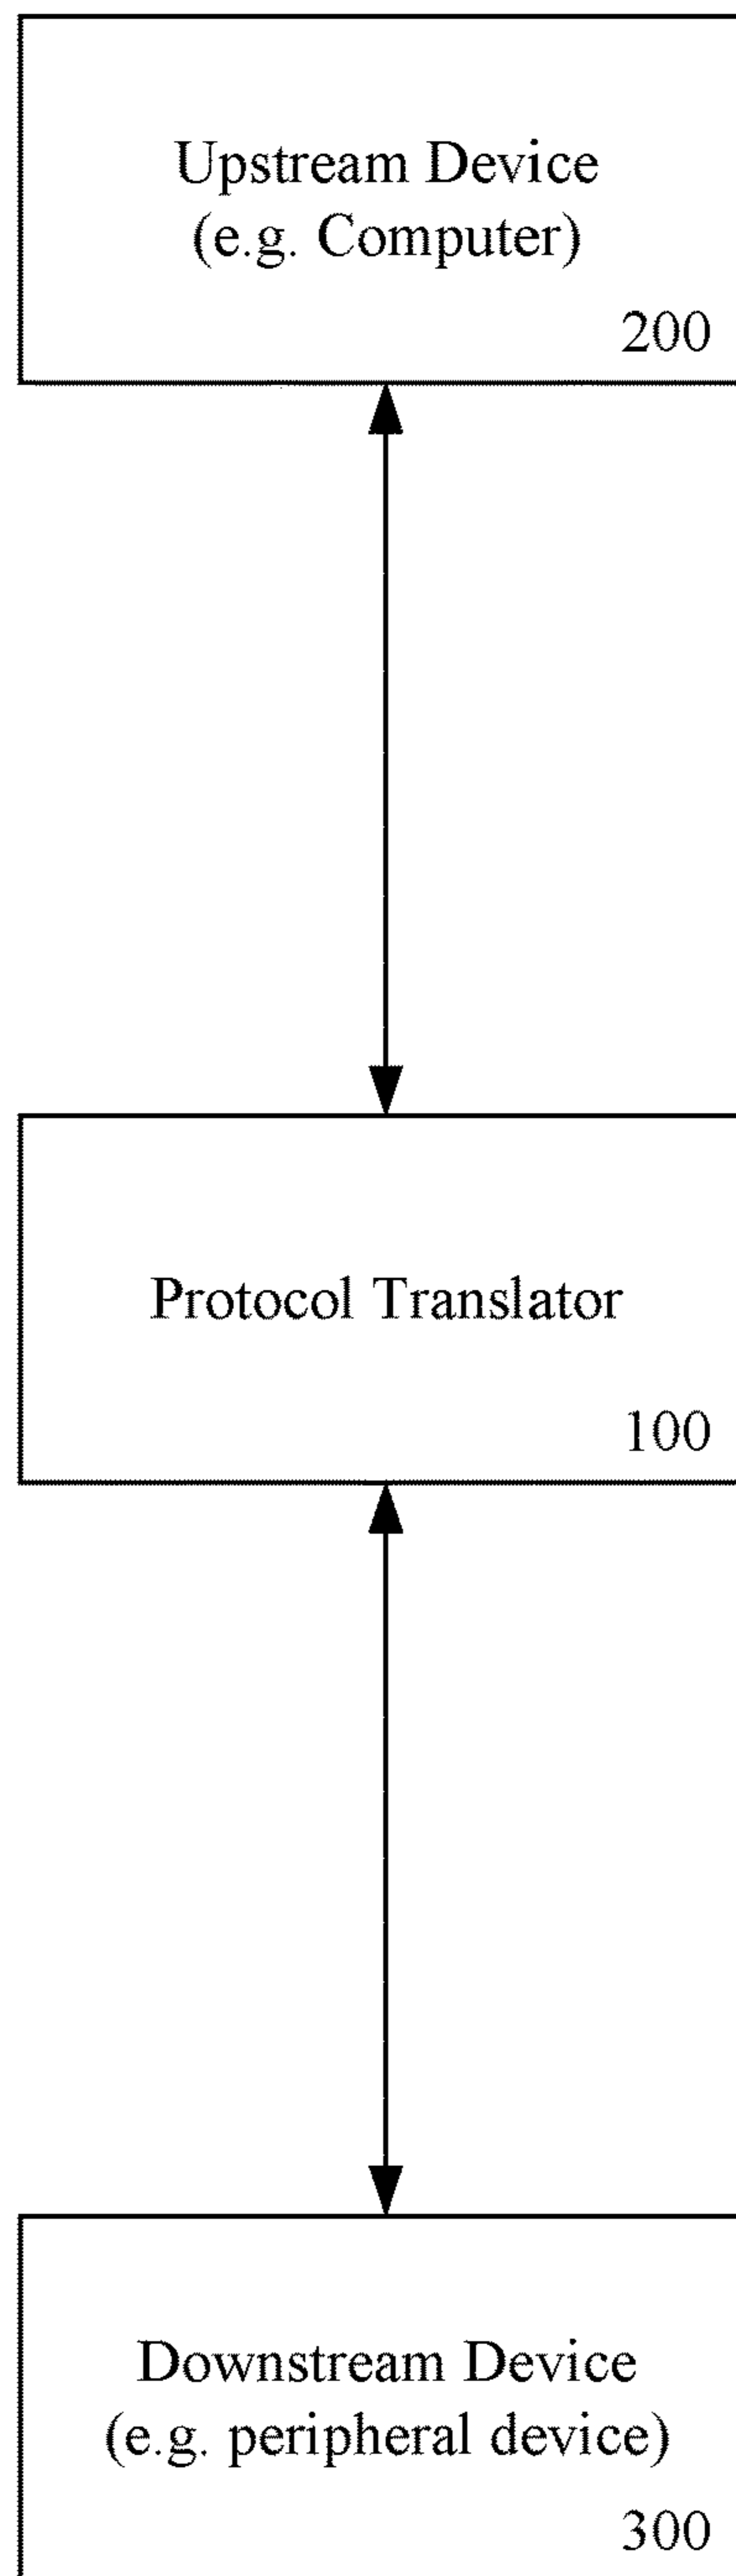 Upstream Device
(e.g. Computer)
200
Protocol Translator
100
Downstream Device
(e.g. peripheral device)
300